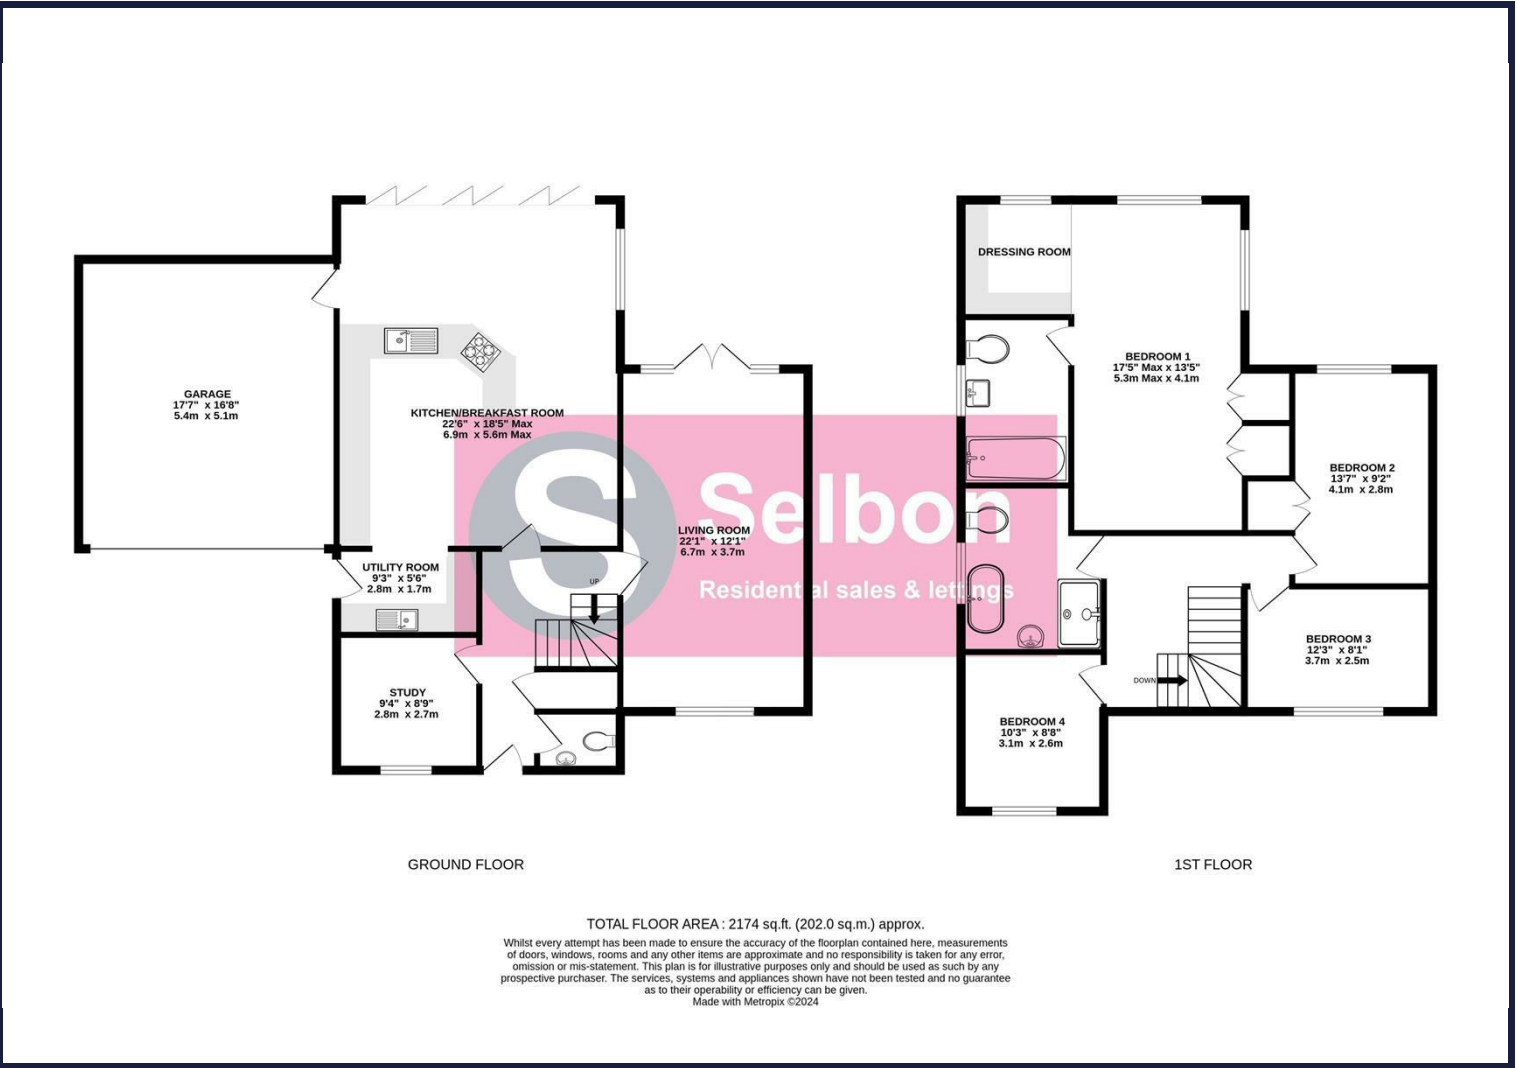 DRESSING ROOM
BEDROOM 1
17'5" Max x 13'5"
5.3m Max x 4.1m
GARAGE
17'7" x 16'8"
5.4m x 5.1m
KITCHEN/BREAKFAST ROOM
22'6" x 18'5" Max
6.9m x 5.6m Max
BEDROOM 2
13'7" x 9'2"
4.1m x 2.8m
S Selbon
Residential sales & lettings
LIVING ROOM
22'1" x 12'1"
6.7m x 3.7m
UTILITY ROOM
9'3" x 5'6"
2.8m x 1.7m
UP
BEDROOM 3
12'3" x 8'1"
3.7m x 2.5m
DOWN
STUDY
9'4" x 8'9"
2.8m x 2.7m
BEDROOM 4
10'3" x 8'8"
3.1m x 2.6m
GROUND FLOOR
1ST FLOOR
TOTAL FLOOR AREA : 2174 sq.ft. (202.0 sq.m.) approx.
Whilst every attempt has been made to ensure the accuracy of the floorplan contained here, measurements
of doors, windows, rooms and any other items are approximate and no responsibility is taken for any error,
omission or mis-statement. This plan is for illustrative purposes only and should be used as such by any
prospective purchaser. The services, systems and appliances shown have not been tested and no guarantee
as to their operability or efficiency can be given.
Made with Metropix ©2024